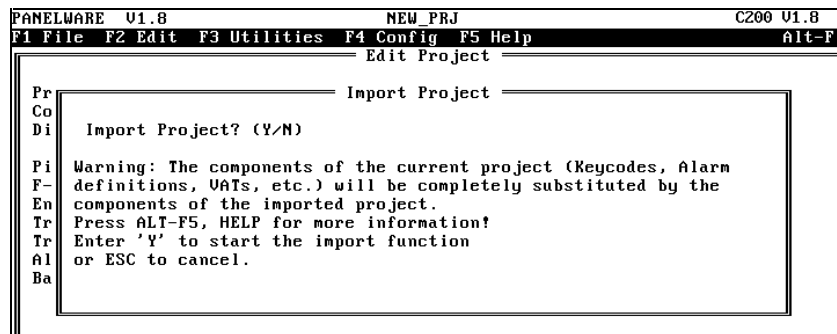 PANELWARE V1.8 NEW_PRJ C200 V1.8
F1 File F2 Edit F3 Utilities F4 Config F5 Help Alt-F
Edit Project
Pr
Import Project
Co
Di Import Project? (Y/N)
Pi Warning: The components of the current project (Keycodes, Alarm
F- definitions, VATs, etc.) will be completely substituted by the
En components of the imported project.
Tr Press ALT-F5, HELP for more information!
Tr Enter 'Y' to start the import function
Al or ESC to cancel.
Ba